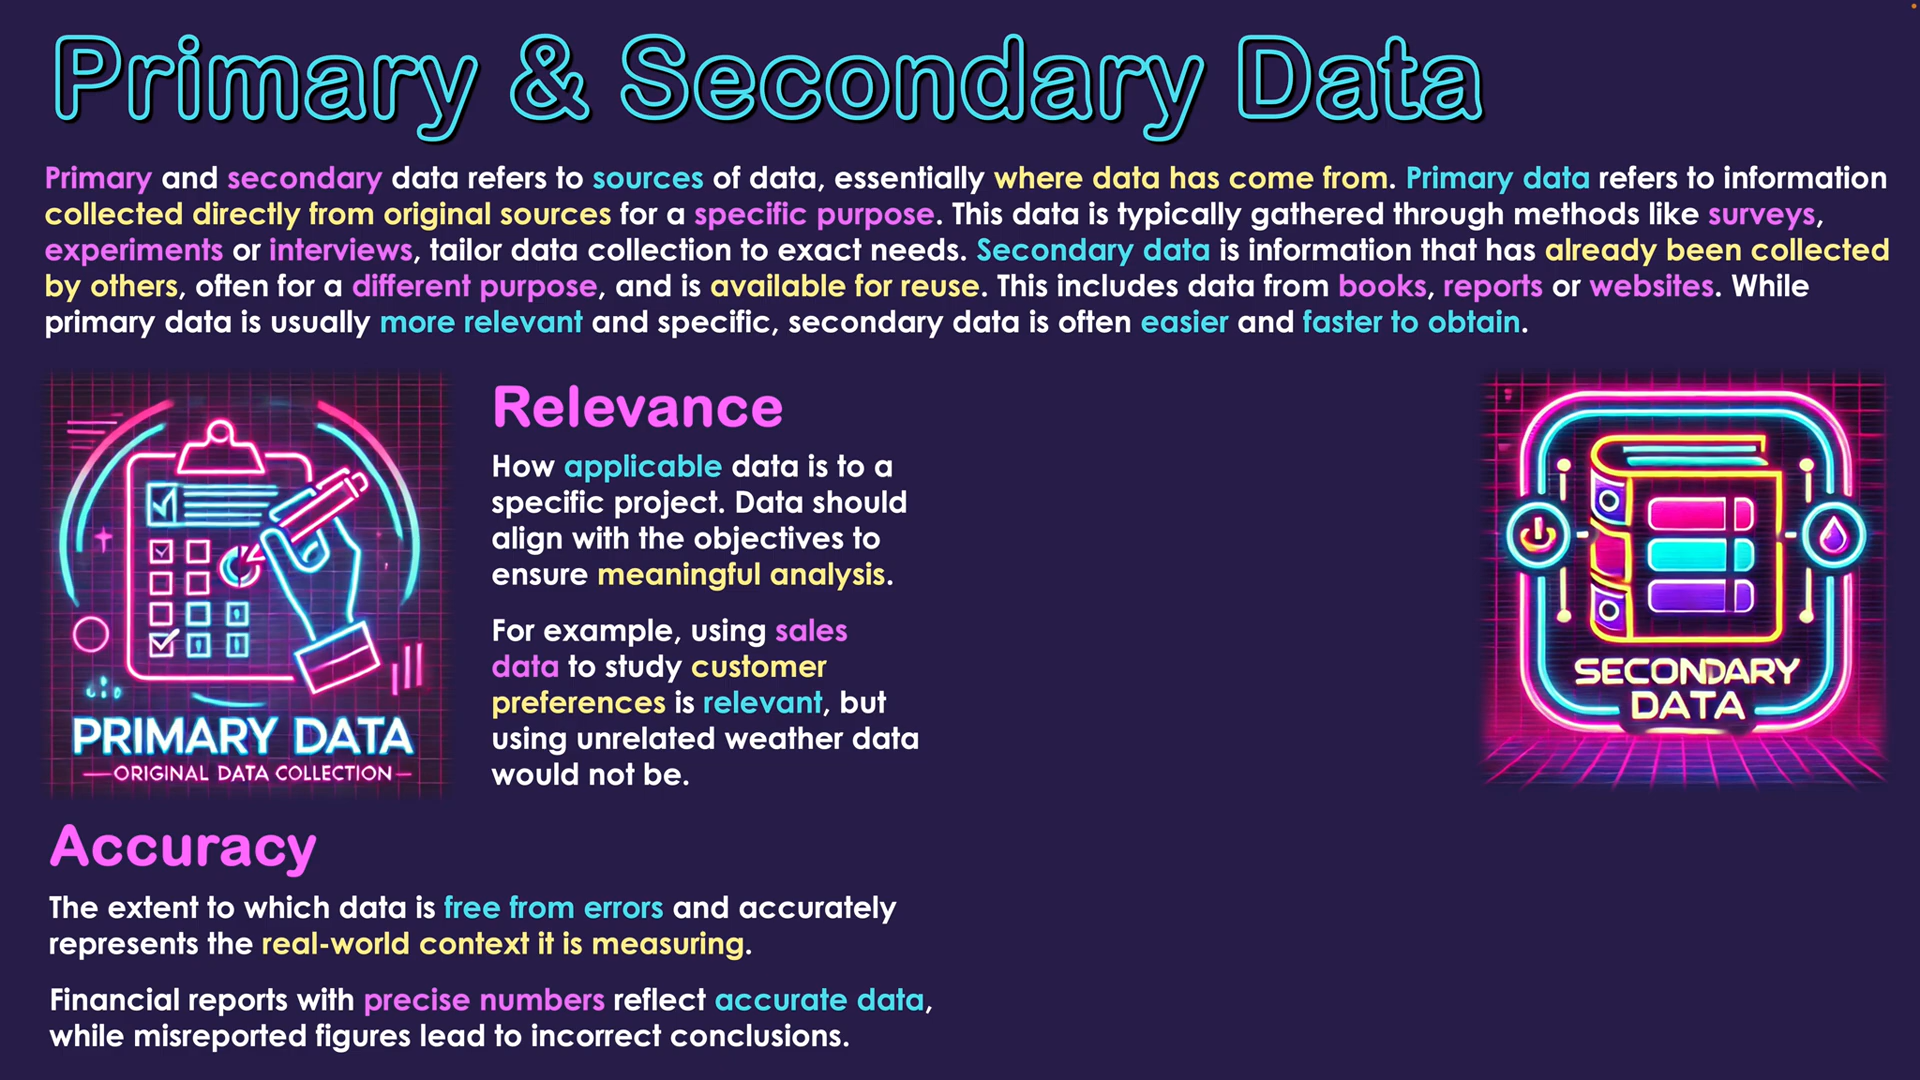 Primary & Secondary Data
Primary and secondary data refers to sources of data, essentially where data has come from. Primary data refers to information
collected directly from original sources for a specific purpose. This data is typically gathered through methods like surveys,
experiments or interviews, tailor data collection to exact needs. Secondary data is information that has already been collected
by others, often for a different purpose, and is available for reuse. This includes data from books, reports or websites. While
primary data is usually more relevant and specific, secondary data is often easier and faster to obtain.
PRIMARY DATA
ORIGINAL DATA COLLECTION
Relevance
How applicable data is to a
specific project. Data should
align with the objectives to
ensure meaningful analysis.
For example, using sales
data to study customer
preferences is relevant, but
using unrelated weather data
would not be.
SECONDARY
DATA
Accuracy
The extent to which data is free from errors and accurately
represents the real-world context it is measuring.
Financial reports with precise numbers reflect accurate data,
while misreported figures lead to incorrect conclusions.